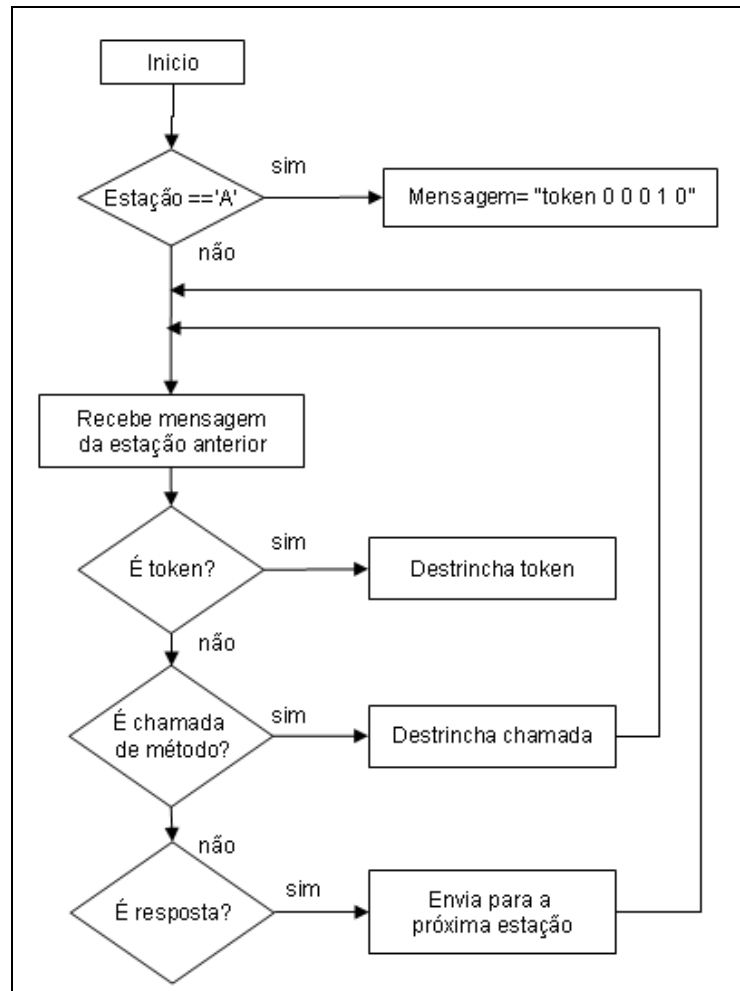 Inicio
Estação =='A'
sim
Mensagem= "token 0 0 0 1 0"
não
Recebe mensagem
da estação anterior
É token?
sim
Destrincha token
não
É chamada
de método?
sim
Destrincha chamada
não
É resposta?
sim
Envia para a
próxima estação